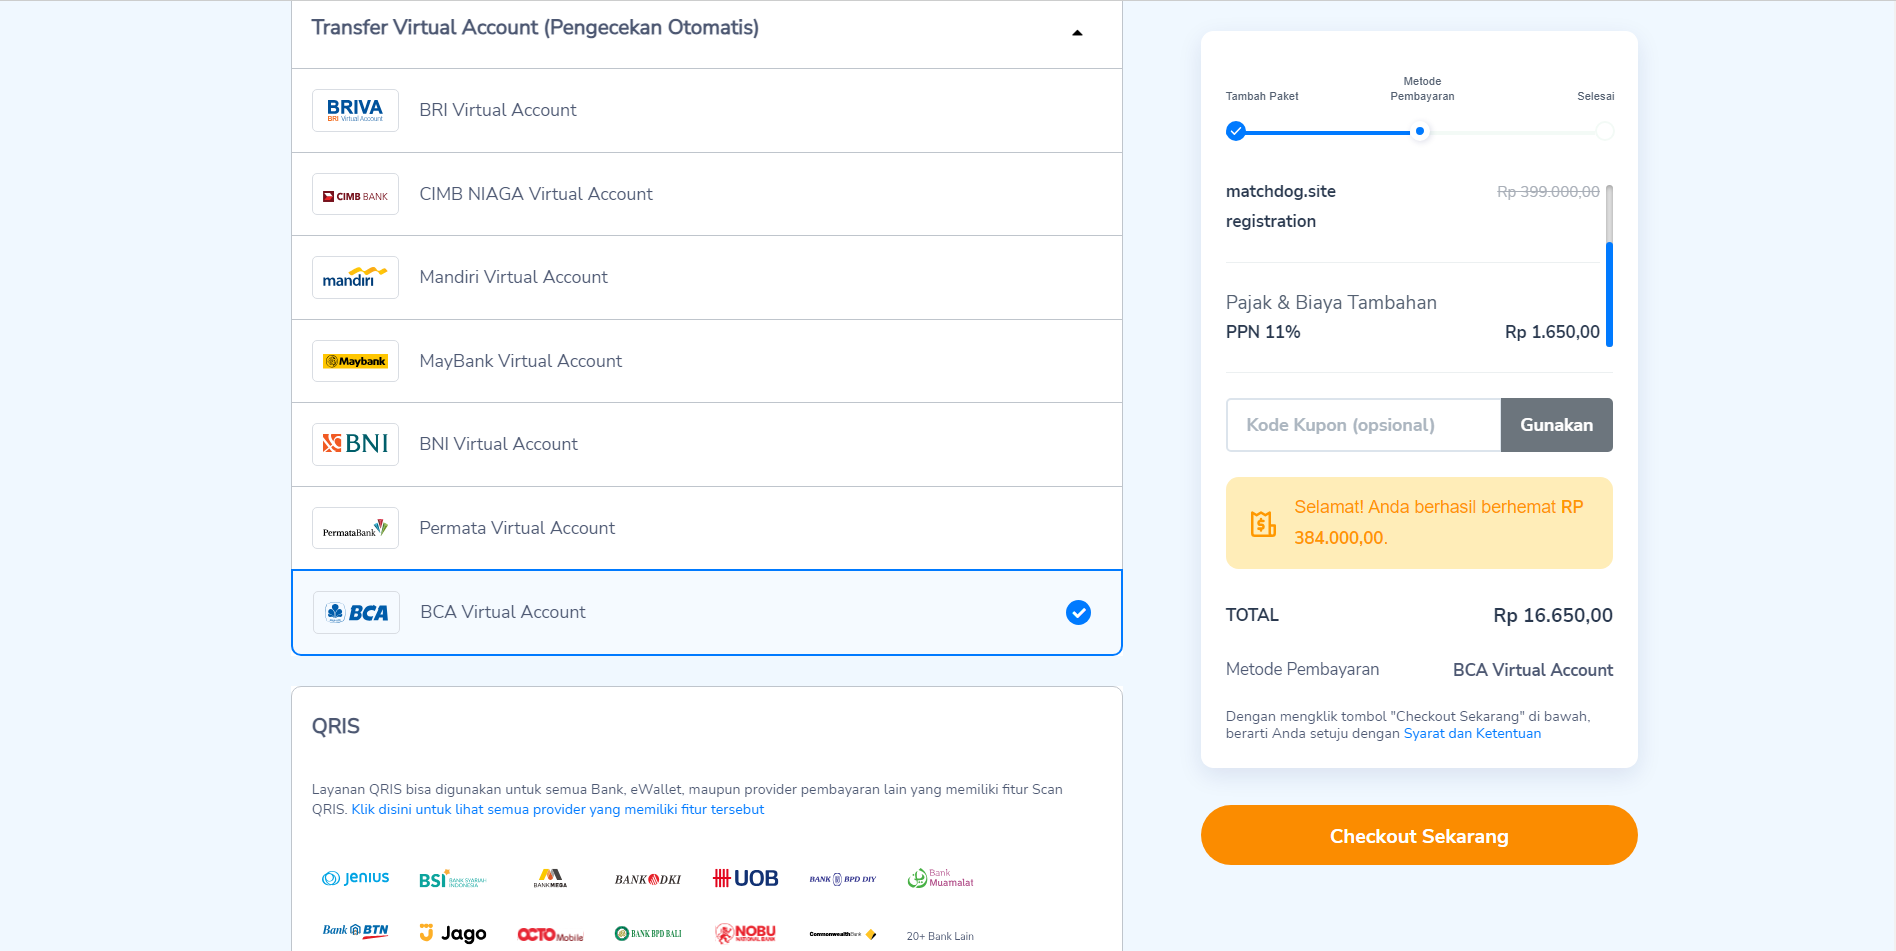 Transfer Virtual Account (Pengecekan Otomatis)
BRIVA
BRI Virtual Account
BRI Virtual Account
CIMB BANK
CIMB NIAGA Virtual Account
mandiri
Mandiri Virtual Account
Maybank
MayBank Virtual Account
BNI
BNI Virtual Account
PermataBank
Permata Virtual Account
BCA
BCA Virtual Account
QRIS
Layanan QRIS bisa digunakan untuk semua Bank, eWallet, maupun provider pembayaran lain yang memiliki fitur Scan
QRIS. Klik disini untuk lihat semua provider yang memiliki fitur tersebut
jenius
BSI BANK SYARIAH INDONESIA
BANK MEGA
BANK DKI
UOB
BANK BPD DIY
Bank Muamalat
Bank BTN
Jago
OCTO Mobile
BANK BPD BALI
NOBU NATIONAL BANK
CommonwealthBank
20+ Bank Lain
Tambah Paket
Metode
Pembayaran
Selesai
matchdog.site
registration
Rp 399.000,00
Pajak & Biaya Tambahan
PPN 11% Rp 1.650,00
Kode Kupon (opsional) Gunakan
Selamat! Anda berhasil berhemat RP
384.000,00.
TOTAL Rp 16.650,00
Metode Pembayaran BCA Virtual Account
Dengan mengklik tombol "Checkout Sekarang" di bawah,
berarti Anda setuju dengan Syarat dan Ketentuan
Checkout Sekarang